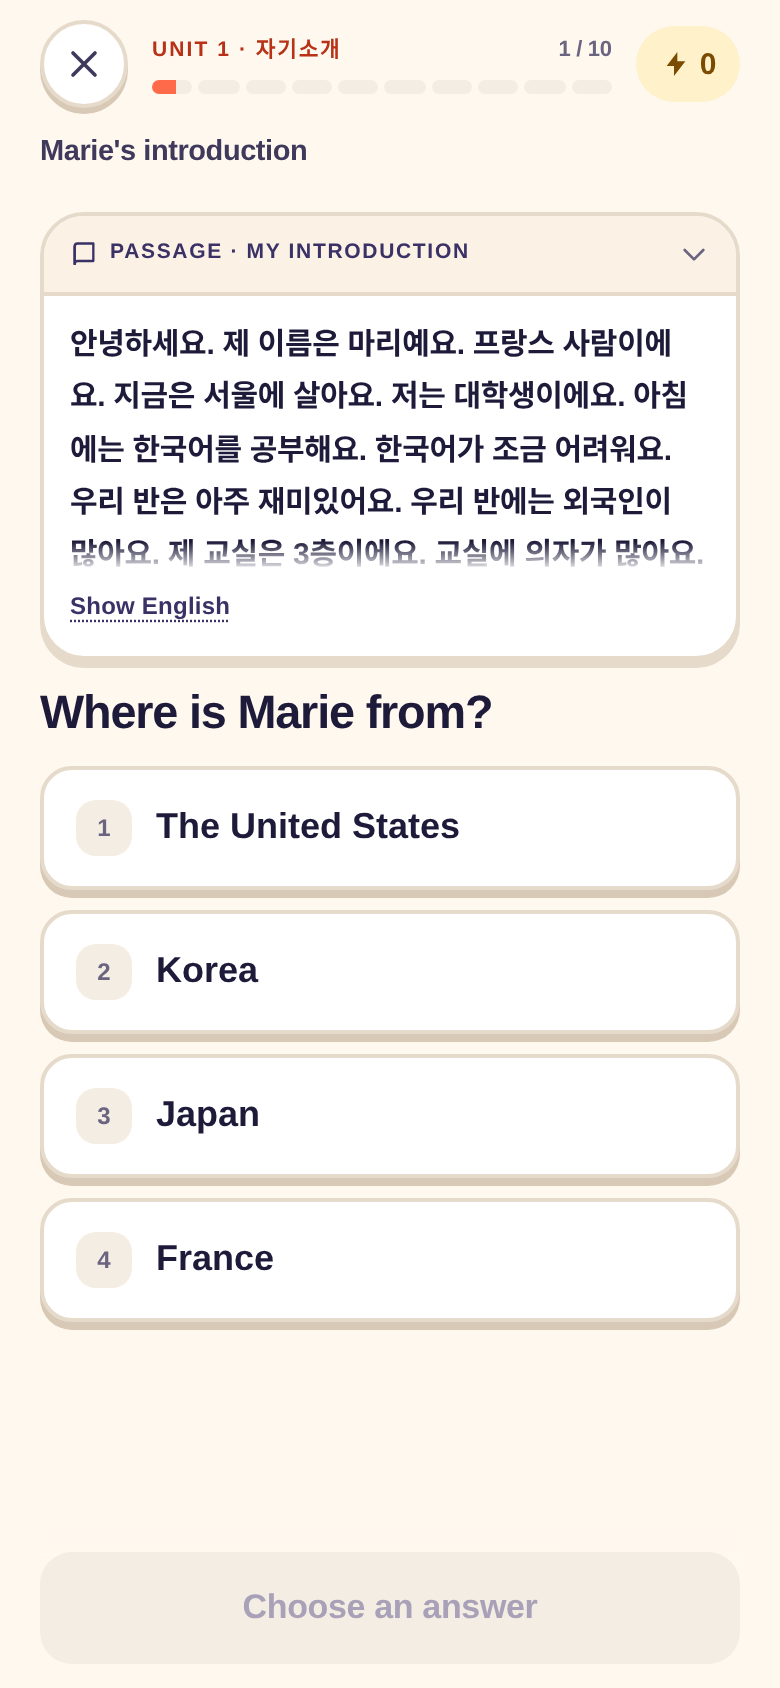 UNIT 1 · 자기소개
1 / 10
0
Marie's introduction
PASSAGE · MY INTRODUCTION
안녕하세요. 제 이름은 마리예요. 프랑스 사람이에
요. 지금은 서울에 살아요. 저는 대학생이에요. 아침
에는 한국어를 공부해요. 한국어가 조금 어려워요.
우리 반은 아주 재미있어요. 우리 반에는 외국인이
많아요. 제 교실은 3층이에요. 교실에 의자가 많아요.
Show English
Where is Marie from?
1 The United States
2 Korea
3 Japan
4 France
Choose an answer